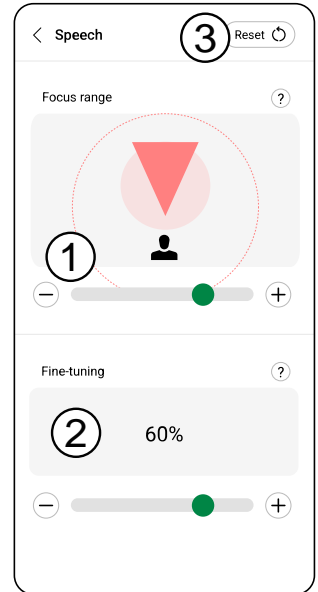 Speech
3
Reset
Focus range
?
1
Fine-tuning
?
2
60%